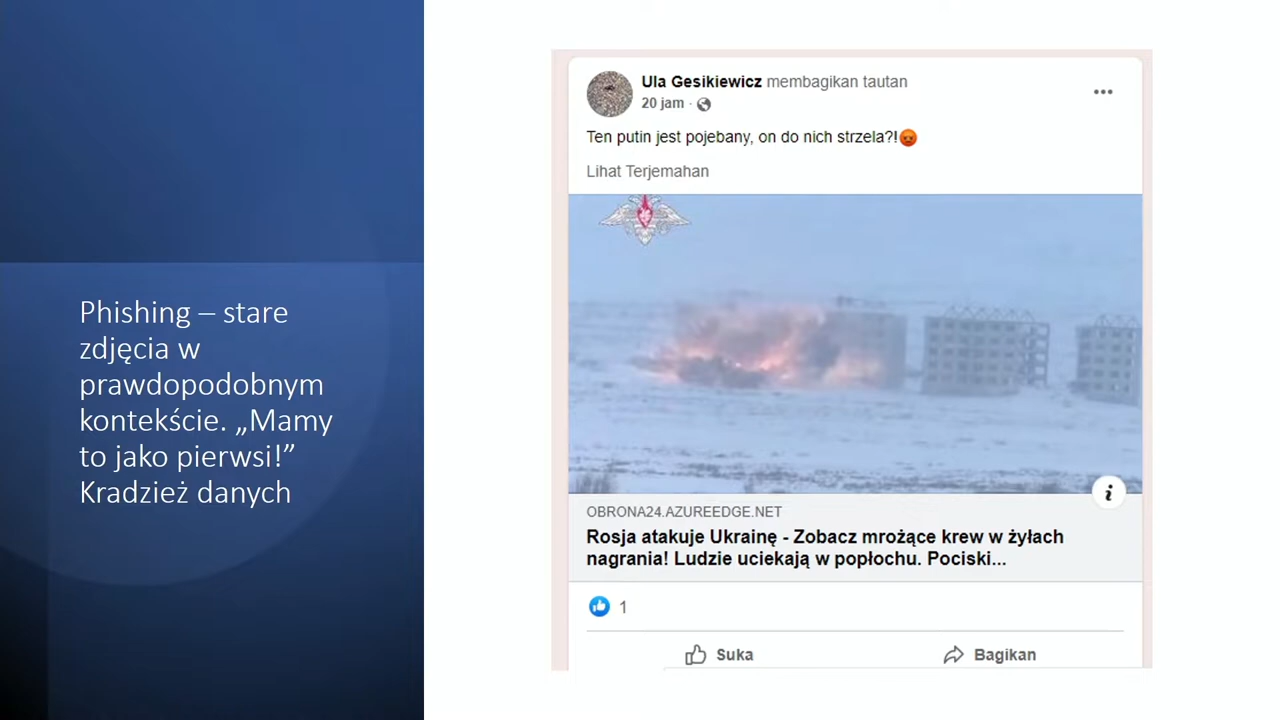 Phishing – stare
zdjęcia w
prawdopodobnym
kontekście. „Mamy
to jako pierwsi!”
Kradzież danych
Ula Gesikiewicz membagikan tautan
20 jam ·
Ten putin jest pojebany, on do nich strzela?!😡
Lihat Terjemahan
OBRONA24.AZUREEDGE.NET
Rosja atakuje Ukrainę - Zobacz mrożące krew w żyłach
nagrania! Ludzie uciekają w popłochu. Pociski...
1
Suka
Bagikan